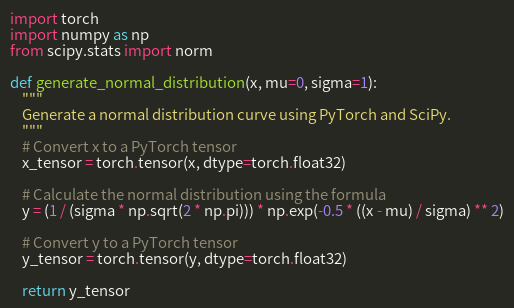 import torch
import numpy as np
from scipy.stats import norm

def generate_normal_distribution(x, mu=0, sigma=1):
    """
    Generate a normal distribution curve using PyTorch and SciPy.
    """
    # Convert x to a PyTorch tensor
    x_tensor = torch.tensor(x, dtype=torch.float32)

    # Calculate the normal distribution using the formula
    y = (1 / (sigma * np.sqrt(2 * np.pi))) * np.exp(-0.5 * ((x - mu) / sigma) ** 2)

    # Convert y to a PyTorch tensor
    y_tensor = torch.tensor(y, dtype=torch.float32)

    return y_tensor